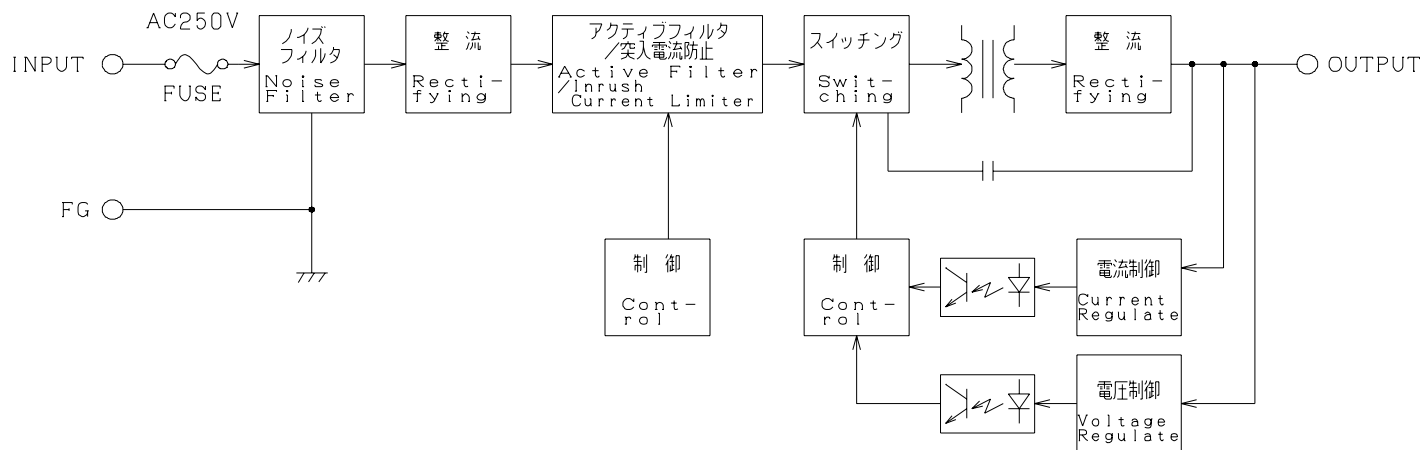 INPUT
AC250V
FUSE
ノイズ
フィルタ
Noise
Filter
整 流
Recti-
fying
アクティブフィルタ
/突入電流防止
Active Filter
/Inrush
Current Limiter
スイッチング
Swit-
ching
整 流
Recti-
fying
OUTPUT
FG
制 御
Cont-
rol
制 御
Cont-
rol
電流制御
Current
Regulate
電圧制御
Voltage
Regulate